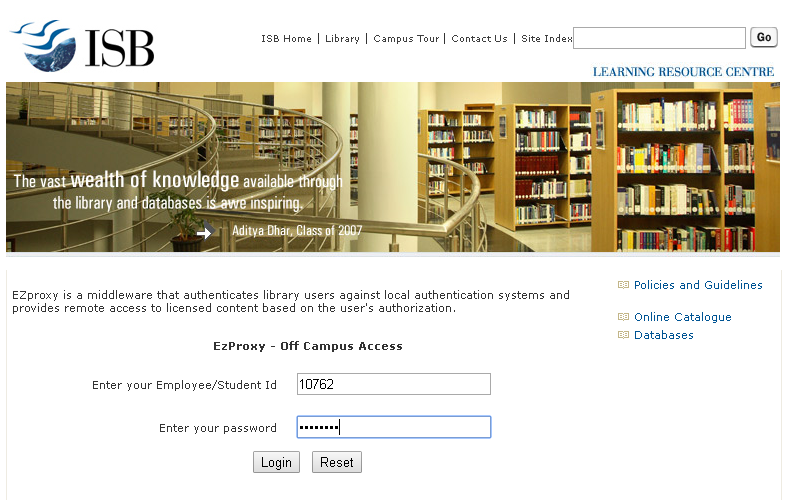 ISB
ISB Home | Library | Campus Tour | Contact Us | Site Index
Go
LEARNING RESOURCE CENTRE
The vast wealth of knowledge available through
the library and databases is awe inspiring.
Aditya Dhar, Class of 2007
EZproxy is a middleware that authenticates library users against local authentication systems and
provides remote access to licensed content based on the user's authorization.
Policies and Guidelines
Online Catalogue
Databases
EzProxy - Off Campus Access
Enter your Employee/Student Id 10762
Enter your password ••••••••
Login Reset